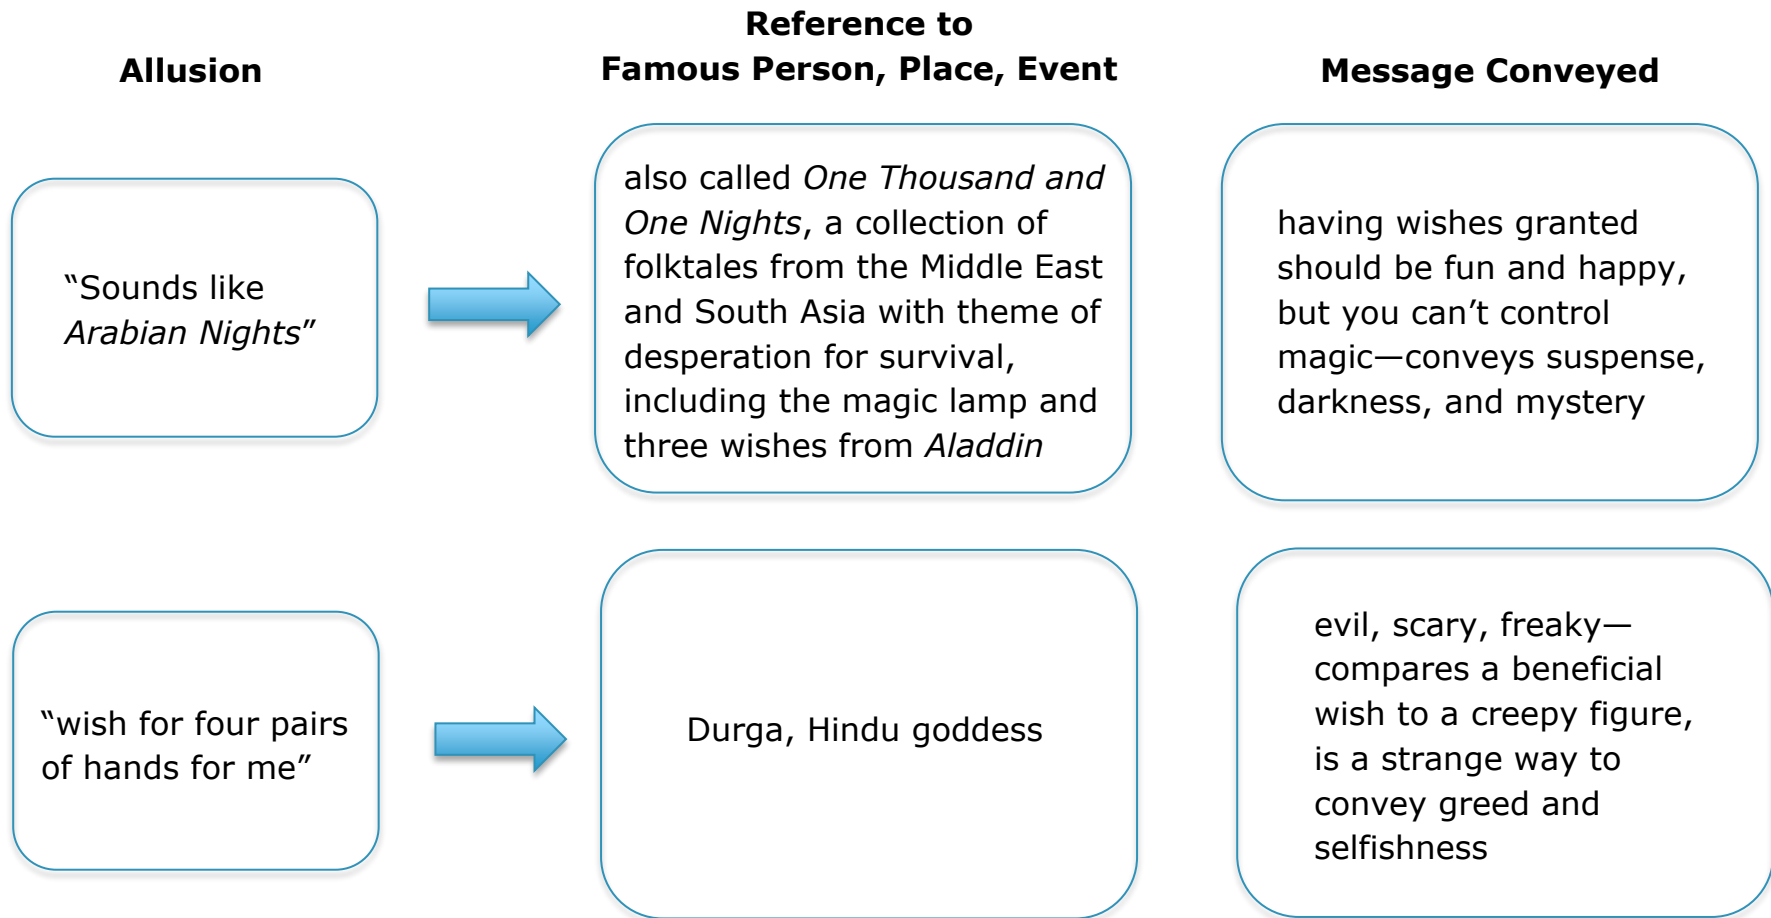 Allusion
Reference to
Famous Person, Place, Event
Message Conveyed
“Sounds like
Arabian Nights”
also called One Thousand and
One Nights, a collection of
folktales from the Middle East
and South Asia with theme of
desperation for survival,
including the magic lamp and
three wishes from Aladdin
having wishes granted
should be fun and happy,
but you can’t control
magic—conveys suspense,
darkness, and mystery
“wish for four pairs
of hands for me”
Durga, Hindu goddess
evil, scary, freaky—
compares a beneficial
wish to a creepy figure,
is a strange way to
convey greed and
selfishness